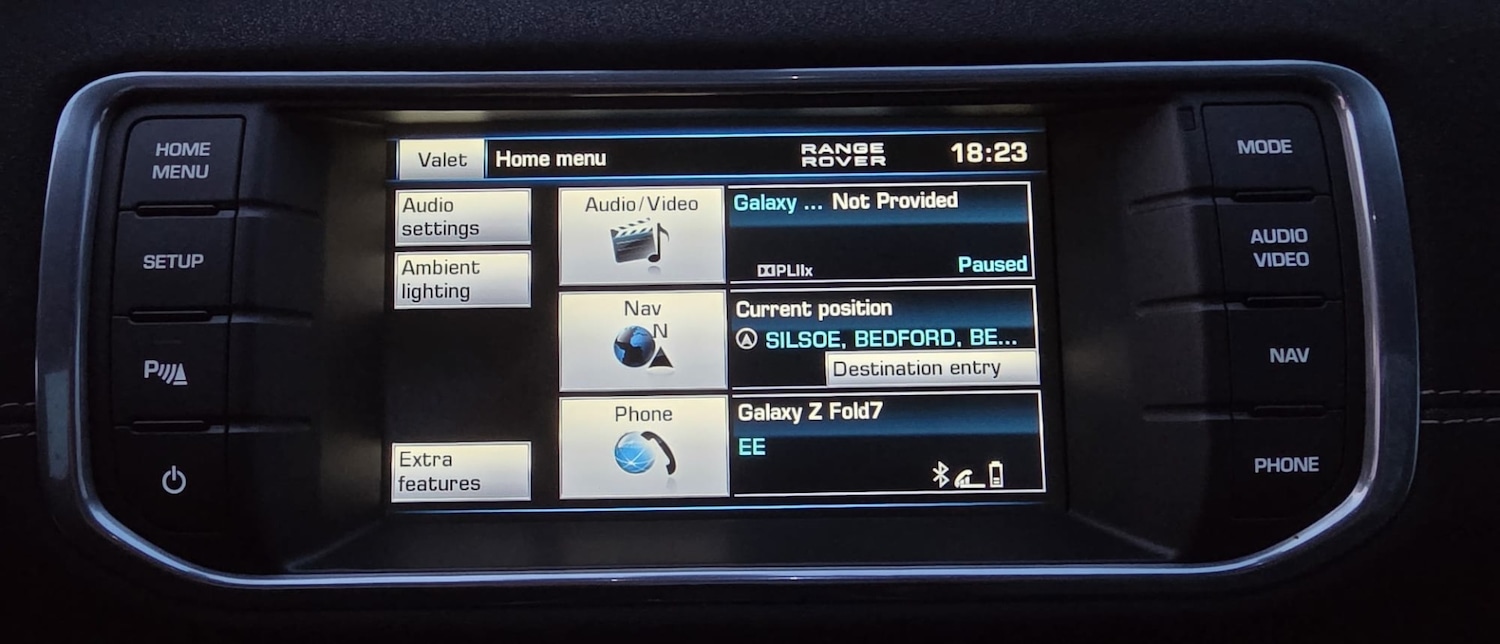 HOME
MENU
SETUP
P
Valet
Home menu
RANGE
ROVER
18:23
Audio
settings
Ambient
lighting
Extra
features
Audio/Video
Galaxy ... Not Provided
PLIIx
Paused
Nav
N
Current position
SILSOE, BEDFORD, BE...
Destination entry
Phone
Galaxy Z Fold7
EE
MODE
AUDIO
VIDEO
NAV
PHONE